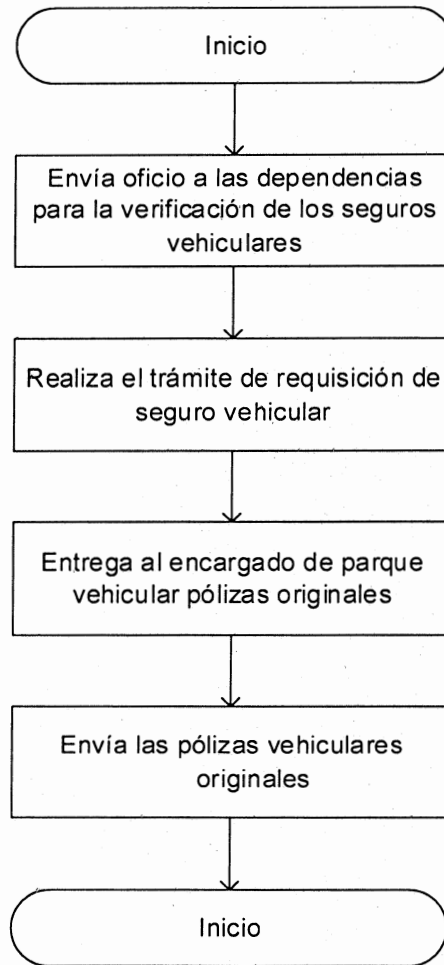 Inicio
Envía oficio a las dependencias
para la verificación de los seguros
vehiculares
Realiza el trámite de requisición de
seguro vehicular
Entrega al encargado de parque
vehicular pólizas originales
Envía las pólizas vehiculares
originales
Inicio